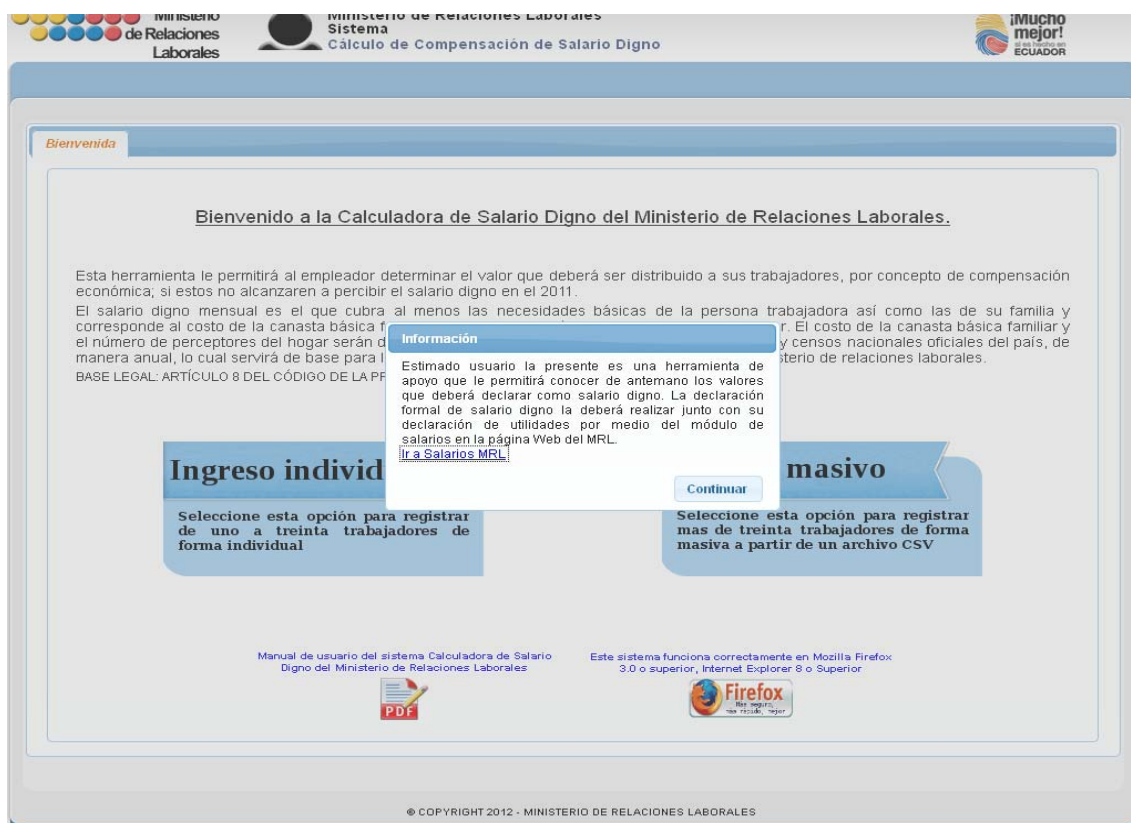 Ministerio
de Relaciones
Laborales
Ministerio de Relaciones Laborales
Sistema
Cálculo de Compensación de Salario Digno
¡Mucho
mejor!
si es hecho en
ECUADOR
Bienvenida
Bienvenido a la Calculadora de Salario Digno del Ministerio de Relaciones Laborales.
Esta herramienta le permitirá al empleador determinar el valor que deberá ser distribuido a sus trabajadores, por concepto de compensación
económica; si estos no alcanzaren a percibir el salario digno en el 2011.
El salario digno mensual es el que cubra al menos las necesidades básicas de la persona trabajadora así como las de su familia y
corresponde al costo de la canasta básica f r. El costo de la canasta básica familiar y
el número de perceptores del hogar serán d y censos nacionales oficiales del país, de
manera anual, lo cual servirá de base para l sterio de relaciones laborales.
BASE LEGAL: ARTÍCULO 8 DEL CÓDIGO DE LA PR
Información
Estimado usuario la presente es una herramienta de
apoyo que le permitirá conocer de antemano los valores
que deberá declarar como salario digno. La declaración
formal de salario digno la deberá realizar junto con su
declaración de utilidades por medio del módulo de
salarios en la página Web del MRL.
Ir a Salarios MRL
Continuar
Ingreso individ
Seleccione esta opción para registrar
de uno a treinta trabajadores de
forma individual
masivo
Seleccione esta opción para registrar
mas de treinta trabajadores de forma
masiva a partir de un archivo CSV
Manual de usuario del sistema Calculadora de Salario
Digno del Ministerio de Relaciones Laborales
PDF
Este sistema funciona correctamente en Mozilla Firefox
3.0 o superior, Internet Explorer 8 o Superior
Firefox
Más seguro,
más rápido, mejor
© COPYRIGHT 2012 - MINISTERIO DE RELACIONES LABORALES